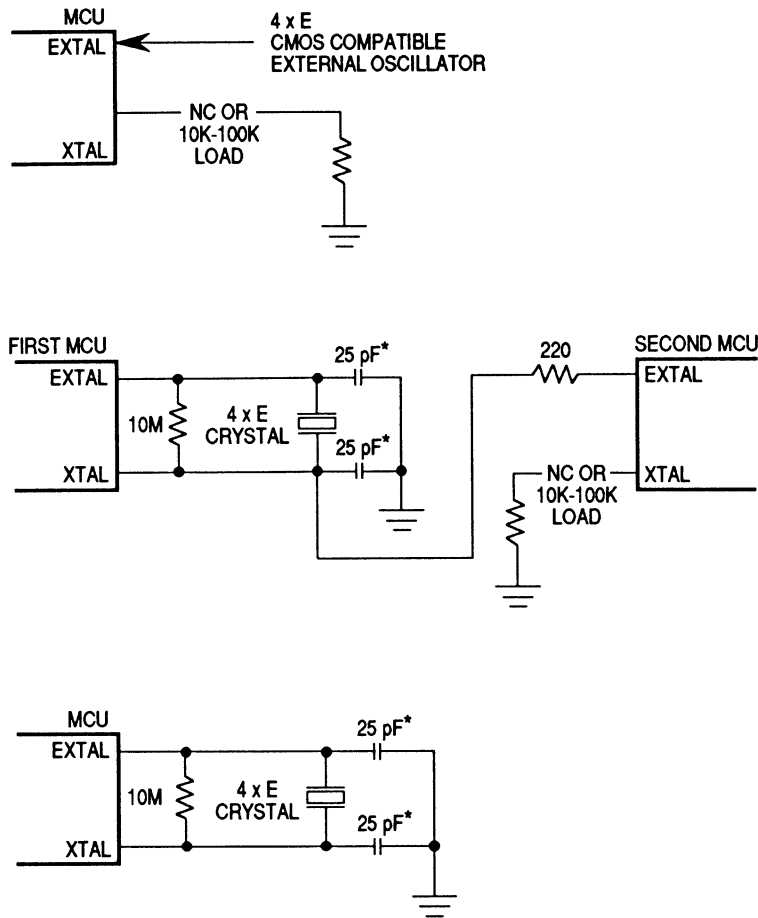 MCU
EXTAL
4 x E
CMOS COMPATIBLE
EXTERNAL OSCILLATOR
NC OR
10K-100K
LOAD
XTAL
FIRST MCU
EXTAL
25 pF*
10M
4 x E
CRYSTAL
25 pF*
XTAL
220
SECOND MCU
EXTAL
XTAL
NC OR
10K-100K
LOAD
MCU
EXTAL
25 pF*
10M
4 x E
CRYSTAL
25 pF*
XTAL